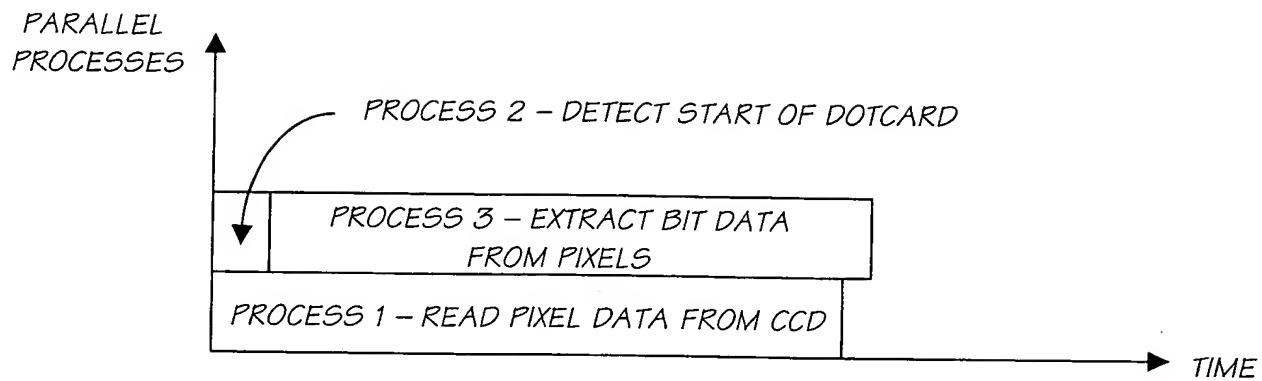 PARALLEL
PROCESSES
PROCESS 2 – DETECT START OF DOTCARD
PROCESS 3 – EXTRACT BIT DATA
FROM PIXELS
PROCESS 1 – READ PIXEL DATA FROM CCD
TIME